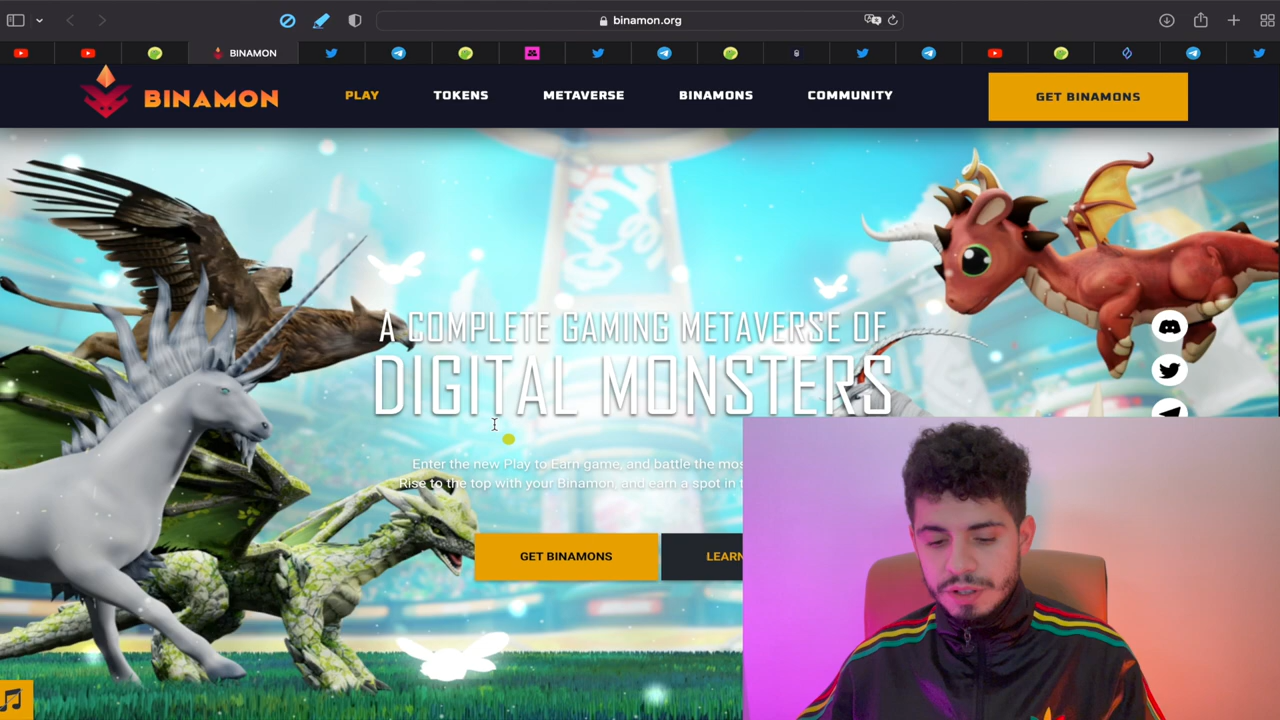 binamon.org
BINAMON
BINAMON
PLAY
TOKENS
METAVERSE
BINAMONS
COMMUNITY
GET BINAMONS
A COMPLETE GAMING METAVERSE OF
DIGITAL MONSTERS
Enter the new Play to Earn game, and battle the mos
Rise to the top with your Binamon, and earn a spot in t
GET BINAMONS
LEARN